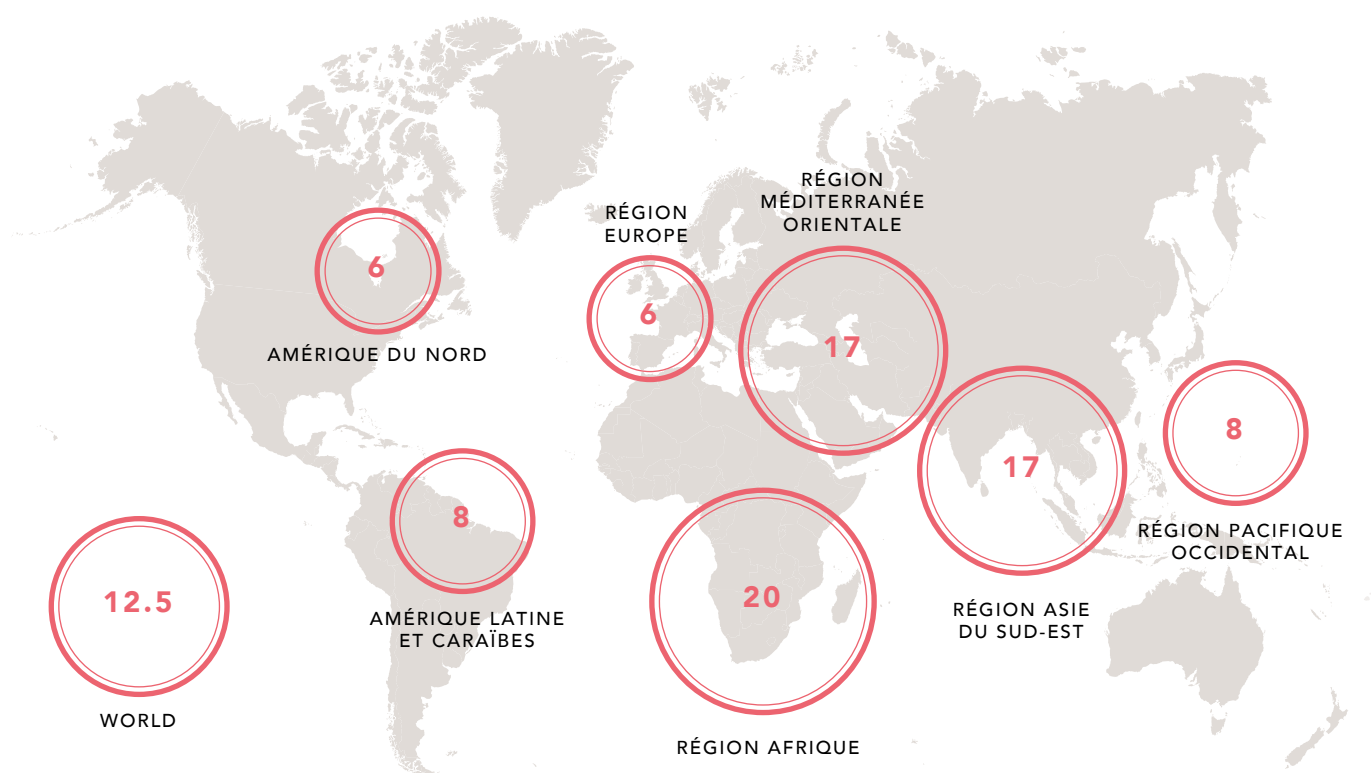 RÉGION
MÉDITERRANÉE
ORIENTALE
17
RÉGION
EUROPE
6
6
AMÉRIQUE DU NORD
8
RÉGION PACIFIQUE
OCCIDENTAL
17
RÉGION ASIE
DU SUD-EST
8
AMÉRIQUE LATINE
ET CARAÏBES
20
RÉGION AFRIQUE
12.5
WORLD